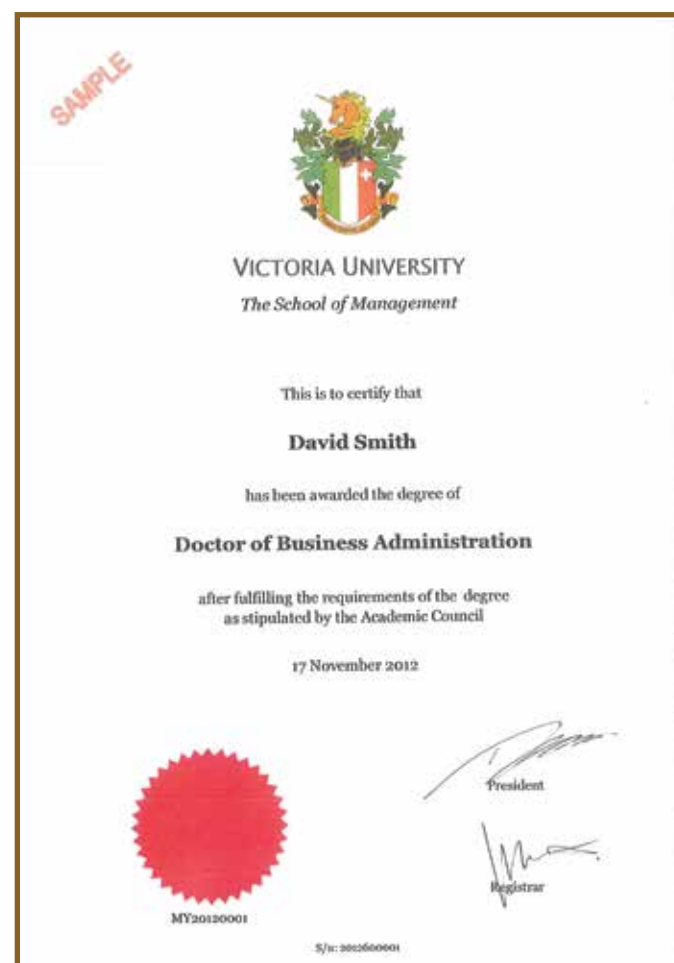 SAMPLE
VICTORIA UNIVERSITY
The School of Management
This is to certify that
David Smith
has been awarded the degree of
Doctor of Business Administration
after fulfilling the requirements of the degree
as stipulated by the Academic Council
17 November 2012
President
Registrar
MY20120001
S/n: 2012600001